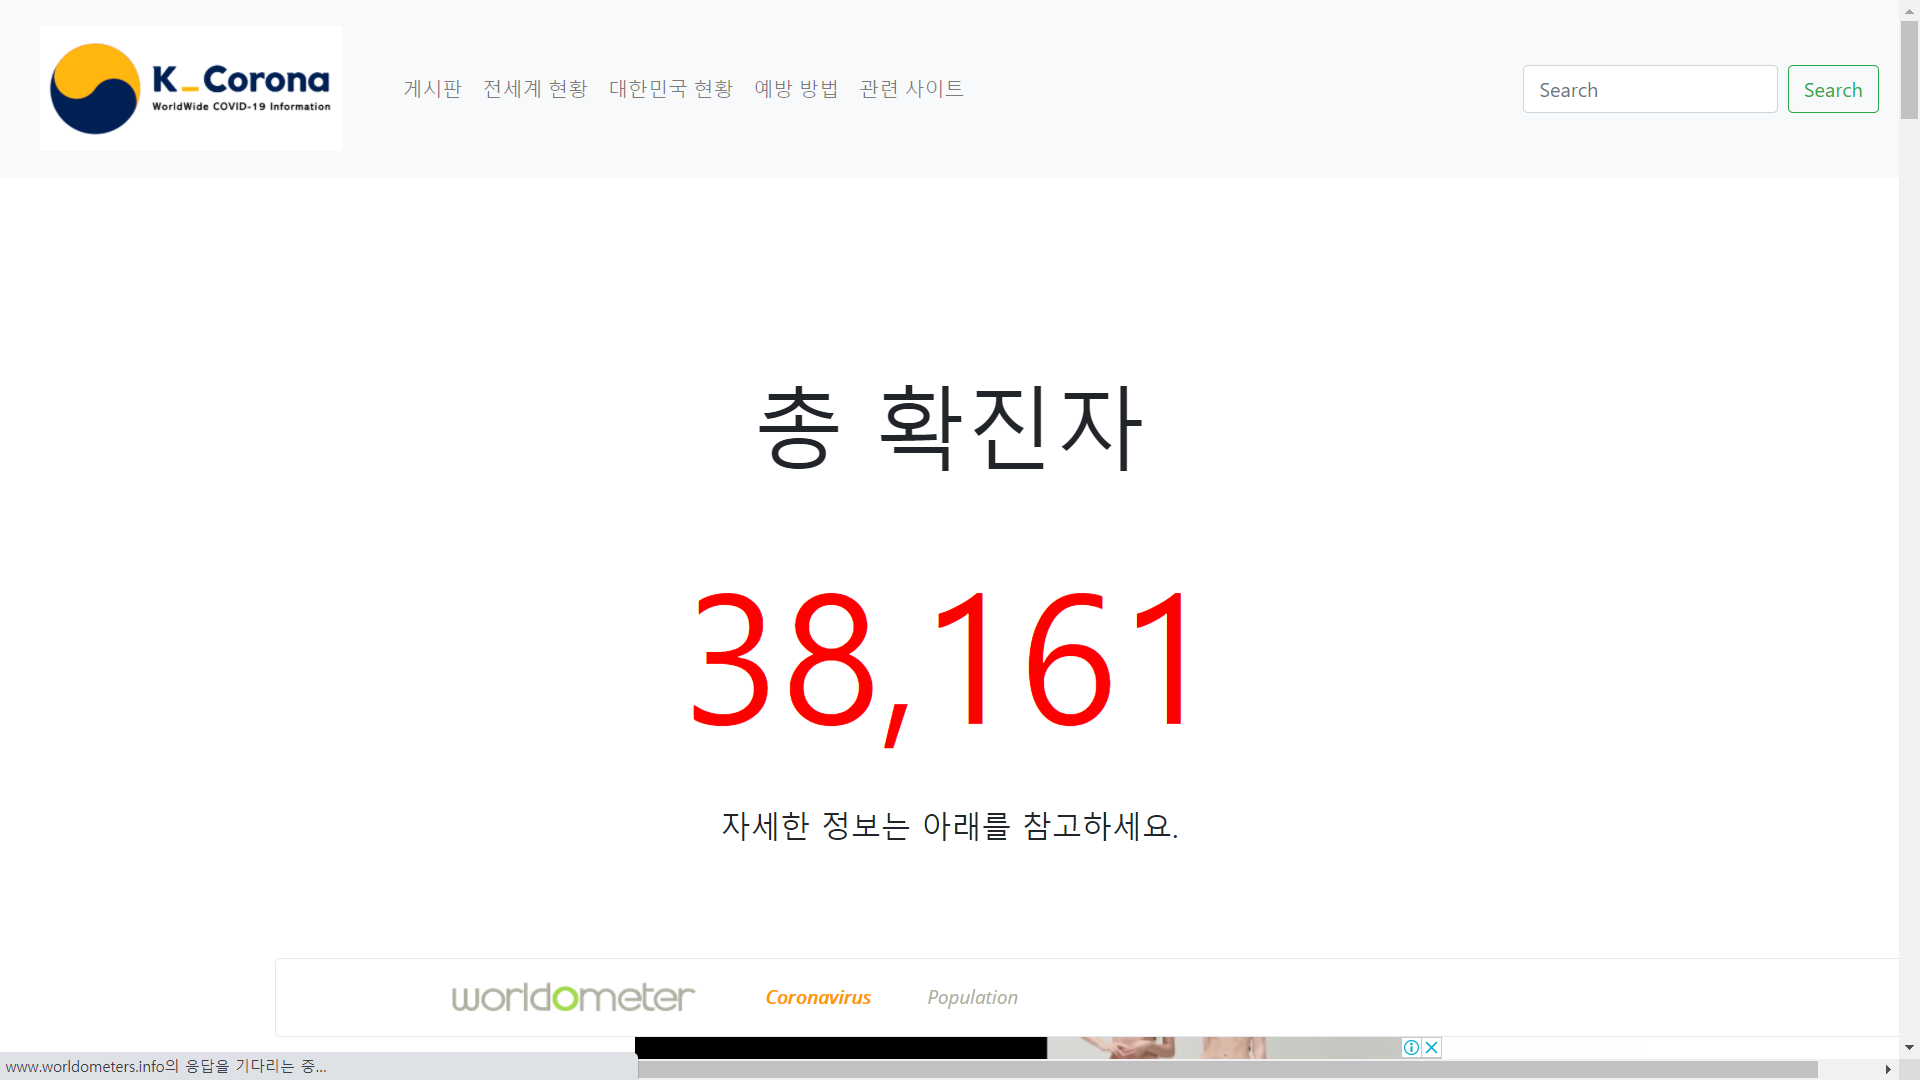 K_Corona
WorldWide COVID-19 Information
게시판 전세계 현황 대한민국 현황 예방 방법 관련 사이트
Search Search
총 확진자
38,161
자세한 정보는 아래를 참고하세요.
worldometer Coronavirus Population
www.worldometers.info의 응답을 기다리는 중...